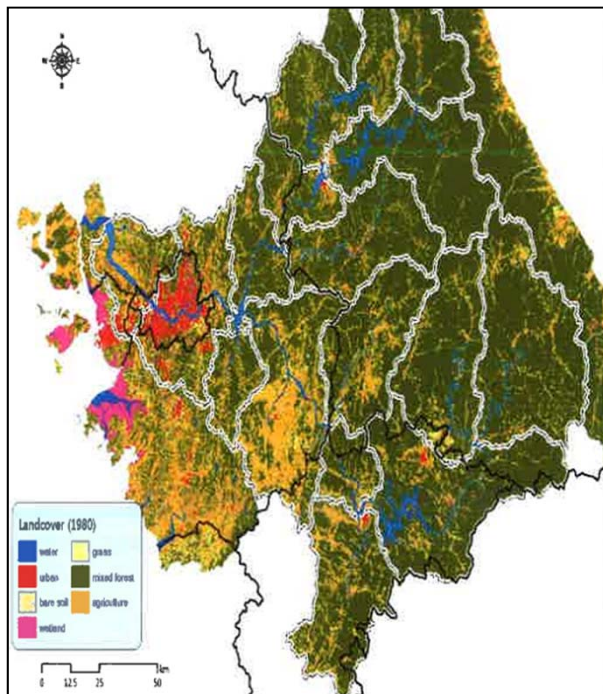 N
W E
S
Landcover (1980)
water grass
urban mixed forest
bare soil agriculture
wetland
km
0 12.5 25 50